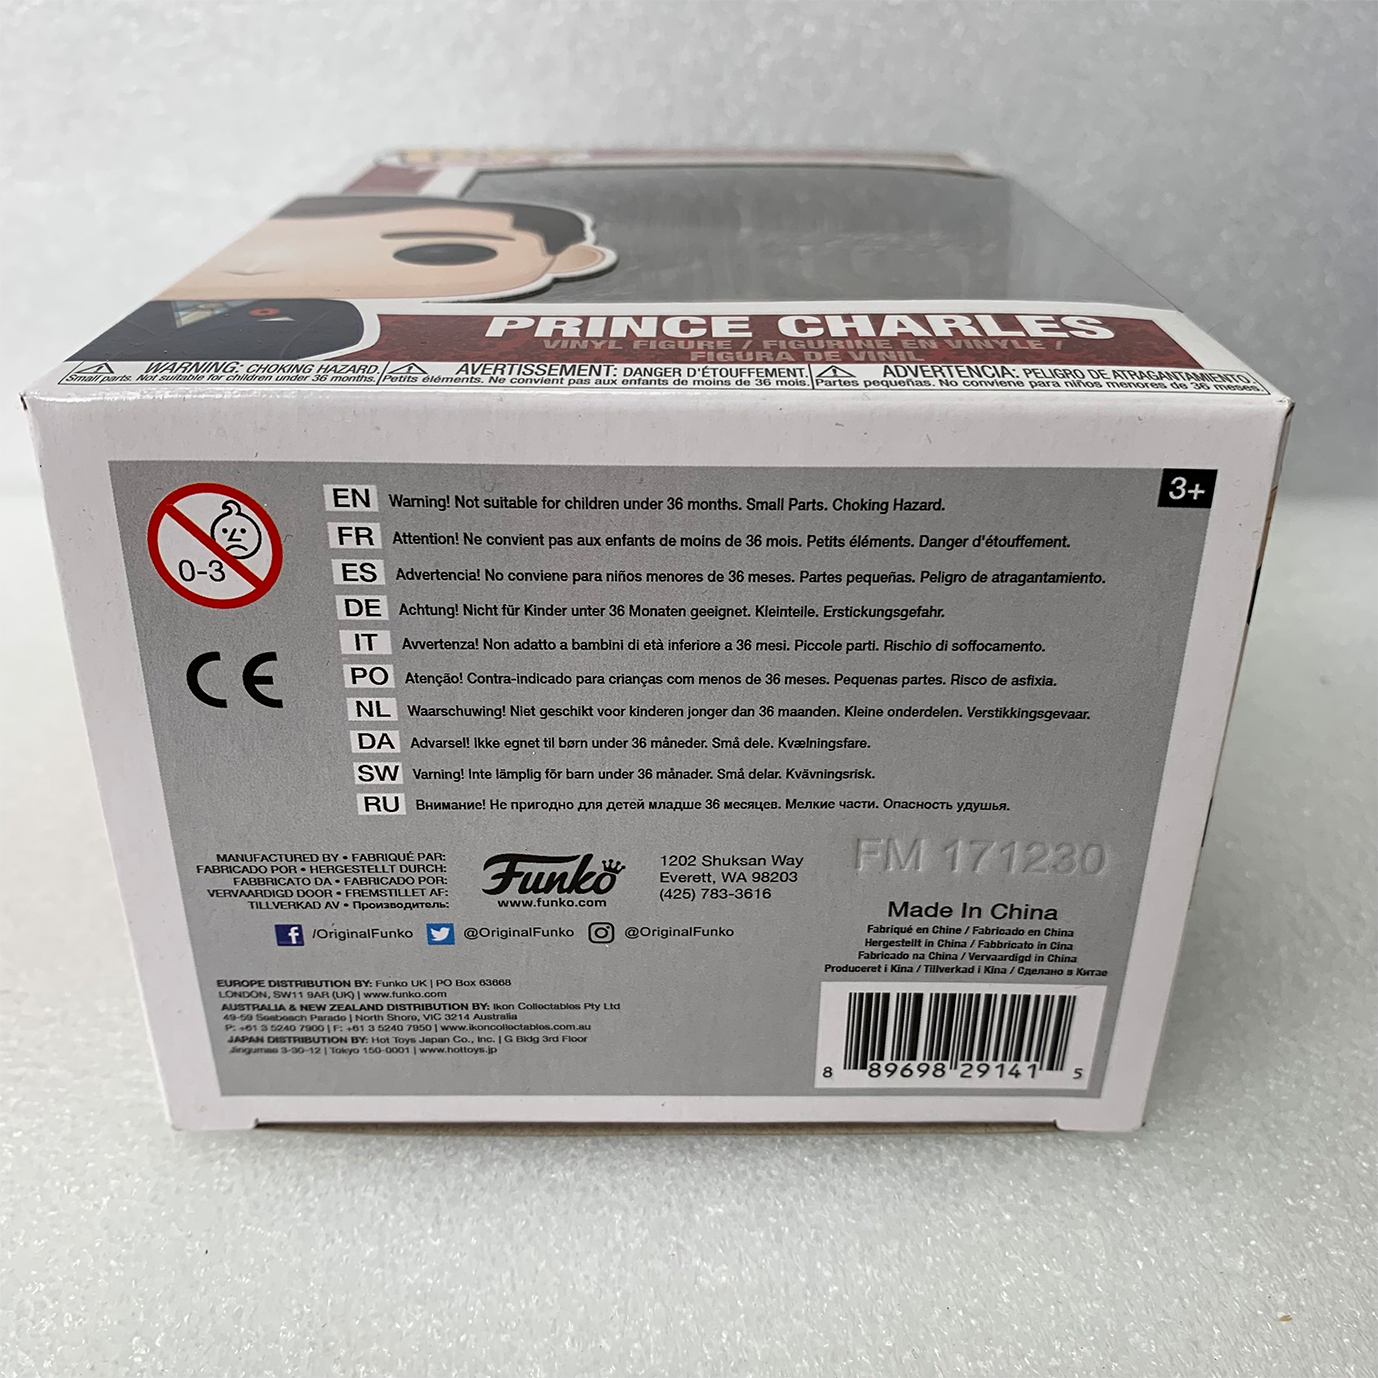 PRINCE CHARLES
VINYL FIGURE / FIGURINE EN VINYLE /
FIGURA DE VINIL
WARNING: CHOKING HAZARD.
Small parts. Not suitable for children under 36 months.
AVERTISSEMENT: DANGER D'ÉTOUFFEMENT.
Petits éléments. Ne convient pas aux enfants de moins de 36 mois.
ADVERTENCIA: PELIGRO DE ATRAGANTAMIENTO.
Partes pequeñas. No conviene para niños menores de 36 meses.
3+
0-3
CE
EN Warning! Not suitable for children under 36 months. Small Parts. Choking Hazard.
FR Attention! Ne convient pas aux enfants de moins de 36 mois. Petits éléments. Danger d'étouffement.
ES Advertencia! No conviene para niños menores de 36 meses. Partes pequeñas. Peligro de atragantamiento.
DE Achtung! Nicht für Kinder unter 36 Monaten geeignet. Kleinteile. Erstickungsgefahr.
IT Avvertenza! Non adatto a bambini di età inferiore a 36 mesi. Piccole parti. Rischio di soffocamento.
PO Atenção! Contra-indicado para crianças com menos de 36 meses. Pequenas partes. Risco de asfixia.
NL Waarschuwing! Niet geschikt voor kinderen jonger dan 36 maanden. Kleine onderdelen. Verstikkingsgevaar.
DA Advarsel! Ikke egnet til børn under 36 måneder. Små dele. Kvælningsfare.
SW Varning! Inte lämplig för barn under 36 månader. Små delar. Kvävningsrisk.
RU Внимание! Не пригодно для детей младше 36 месяцев. Мелкие части. Опасность удушья.
MANUFACTURED BY • FABRIQUÉ PAR:
FABRICADO POR • HERGESTELLT DURCH:
FABBRICATO DA • FABRICADO POR:
VERVAARDIGD DOOR • FREMSTILLET AF:
TILLVERKAD AV • Производитель:
Funko
www.funko.com
1202 Shuksan Way
Everett, WA 98203
(425) 783-3616
FM 171230
/OriginalFunko @OriginalFunko @OriginalFunko
Made In China
Fabriqué en Chine / Fabricado en China
Hergestellt in China / Fabbricato in Cina
Fabricado na China / Vervaardigd in China
Produceret i Kina / Tillverkad i Kina / Сделано в Китае
EUROPE DISTRIBUTION BY: Funko UK | PO Box 63668
LONDON, SW11 9AR (UK) | www.funko.com
AUSTRALIA & NEW ZEALAND DISTRIBUTION BY: Ikon Collectables Pty Ltd
49-59 Seabeach Parade | North Shore, VIC 3214 Australia
P: +61 3 5240 7900 | F: +61 3 5240 7950 | www.ikoncollectables.com.au
JAPAN DISTRIBUTION BY: Hot Toys Japan Co., Inc. | G Bldg 3rd Floor
Jingumae 3-30-12 | Tokyo 150-0001 | www.hottoys.jp
8 89698 29141 5